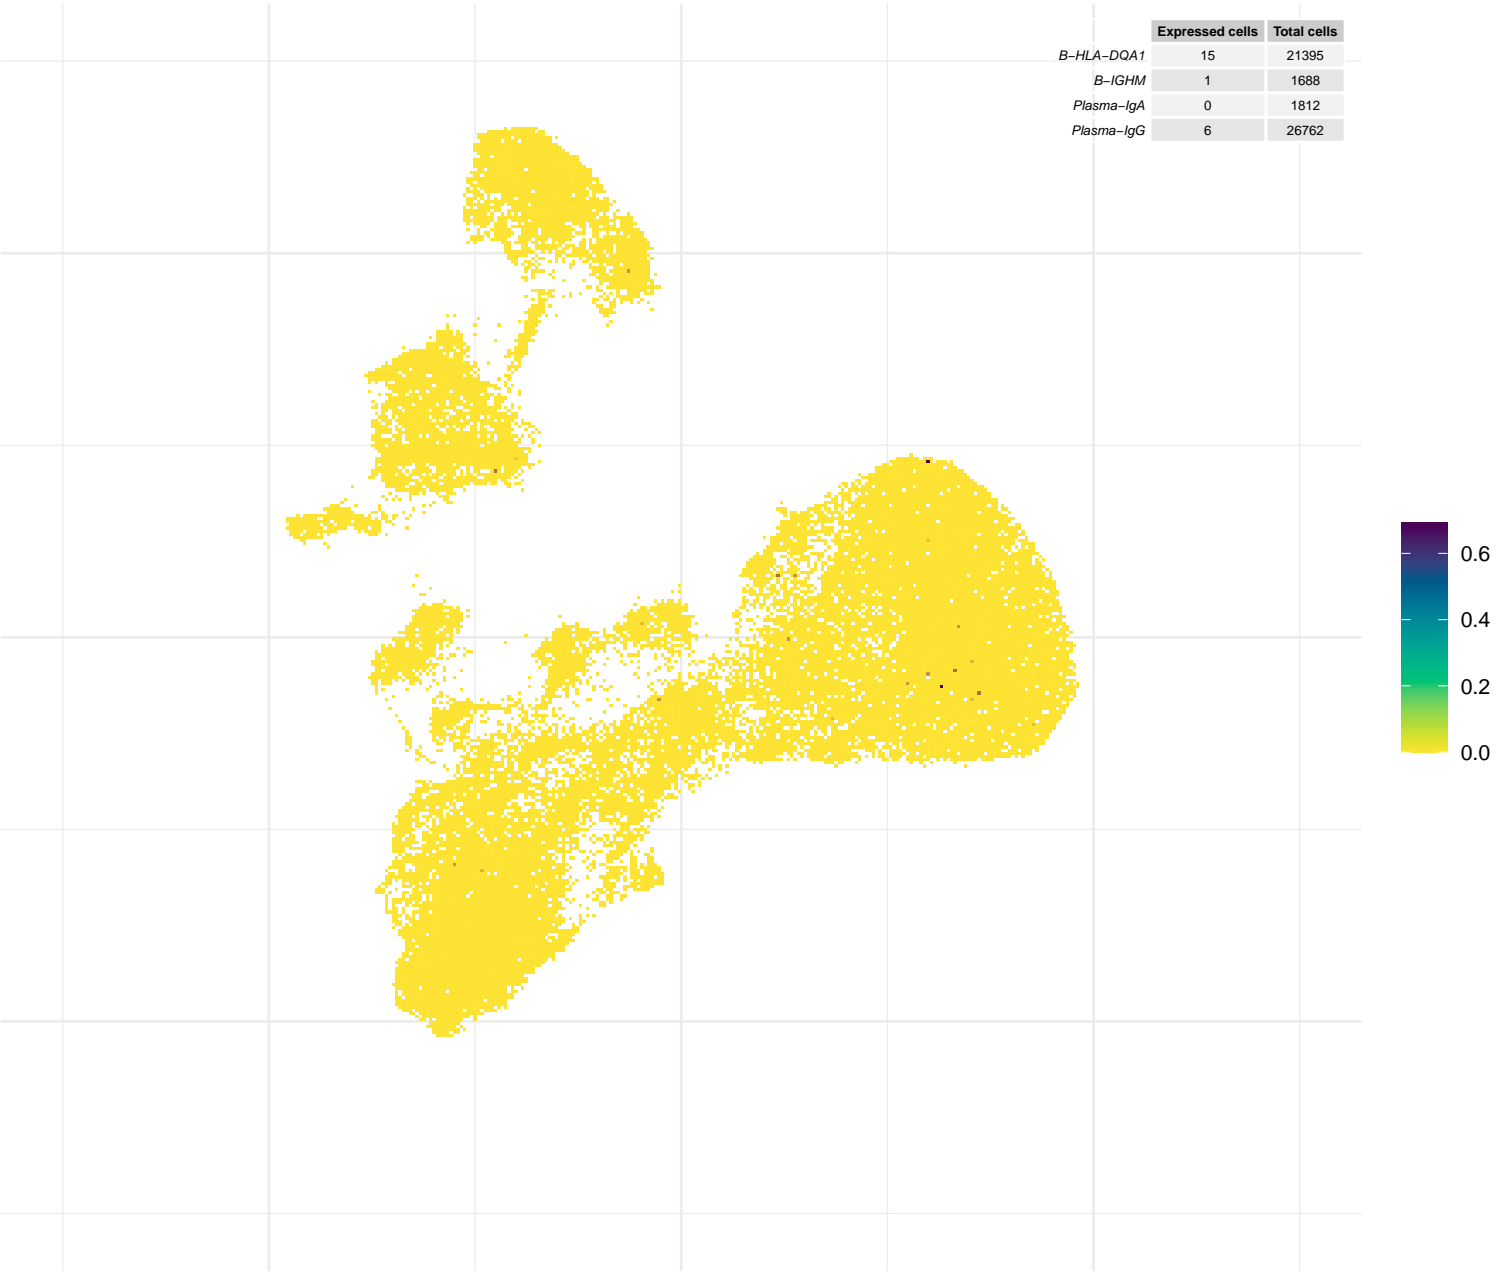 Expressed cells Total cells
B−HLA−DQA1 15 21395
B−IGHM 1 1688
Plasma−IgA 0 1812
Plasma−IgG 6 26762
0.6
0.4
0.2
0.0